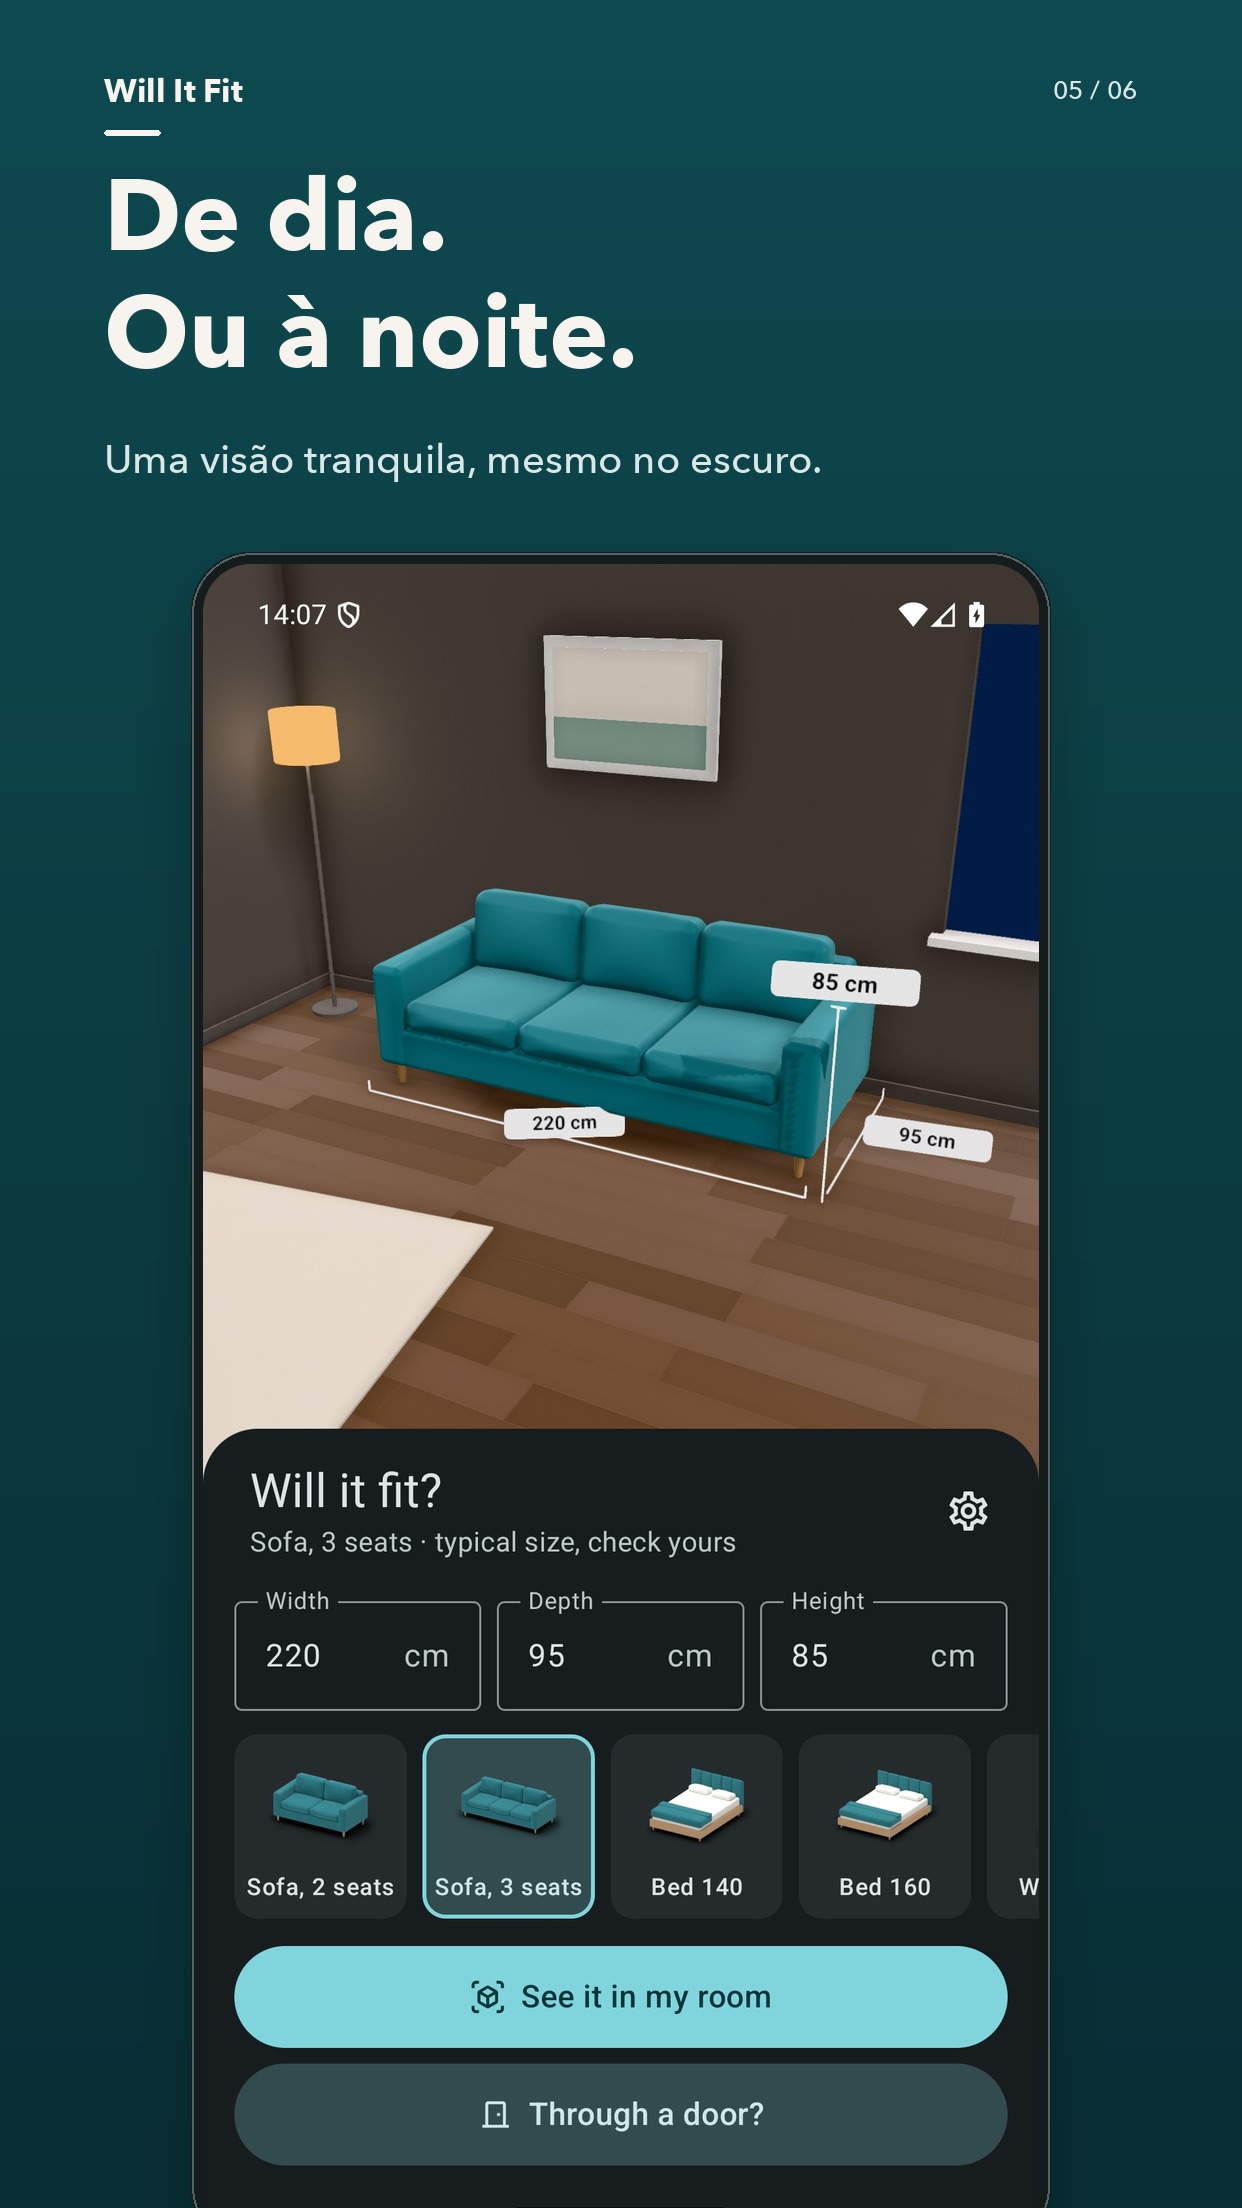 Will It Fit
05 / 06
De dia.
Ou à noite.
Uma visão tranquila, mesmo no escuro.
14:07
85 cm
220 cm
95 cm
Will it fit?
Sofa, 3 seats · typical size, check yours
Width
Depth
Height
220 cm
95 cm
85 cm
Sofa, 2 seats
Sofa, 3 seats
Bed 140
Bed 160
W
See it in my room
Through a door?